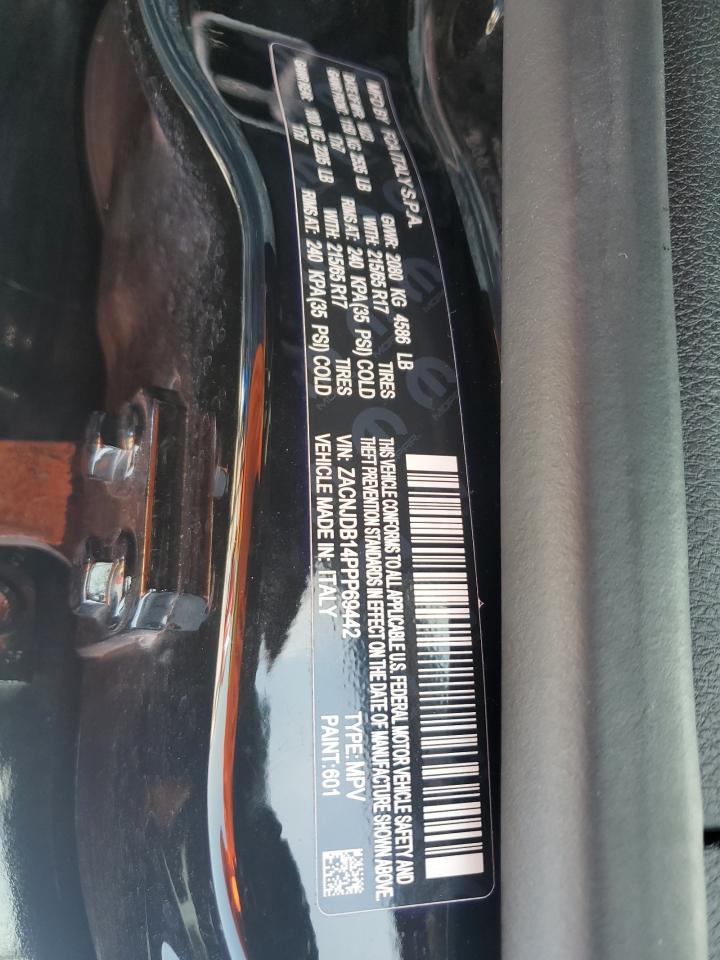 MFD BY FCA ITALY-S.P.A.
GVWR: 2080 KG 4586 LB
WITH: 215/65 R17 TIRES
RIMS AT: 240 KPA(35 PSI) COLD
WITH: 215/65 R17 TIRES
RIMS AT: 240 KPA(35 PSI) COLD
THIS VEHICLE CONFORMS TO ALL APPLICABLE U.S. FEDERAL MOTOR VEHICLE SAFETY AND
THEFT PREVENTION STANDARDS IN EFFECT ON THE DATE OF MANUFACTURE SHOWN ABOVE.
VIN: ZACNJDB14PPP69442 TYPE: MPV
VEHICLE MADE IN: ITALY PAINT:601